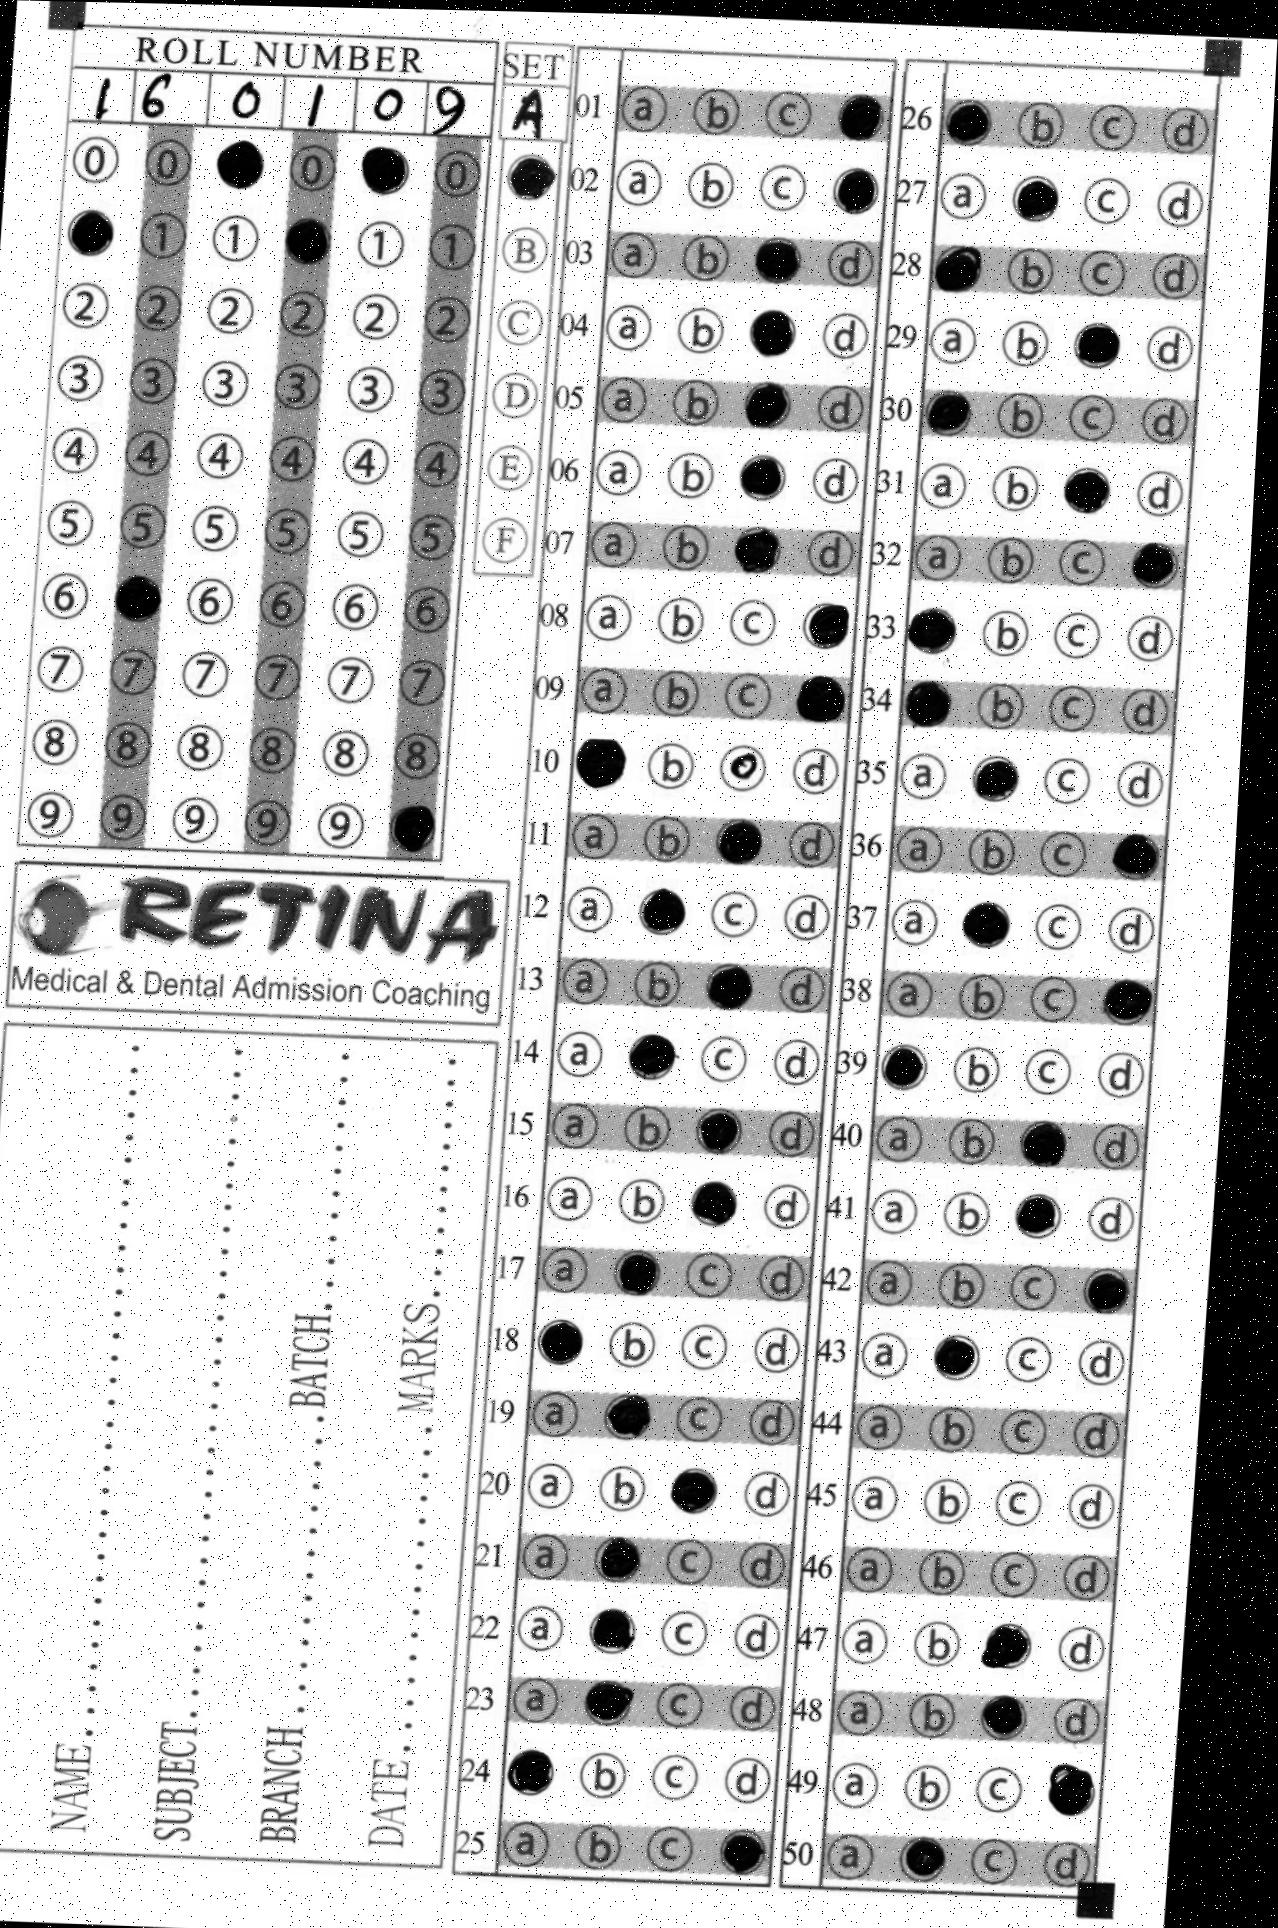 ROLL NUMBER
1 6 0 1 0 9
0 0 0 0
1 1 1 1
2 2 2 2 2 2
3 3 3 3 3 3
4 4 4 4 4 4
5 5 5 5 5 5
6 6 6 6 6
7 7 7 7 7 7
8 8 8 8 8 8
9 9 9 9 9
SET
A
B
C
D
E
F
RETINA
Medical & Dental Admission Coaching
NAME
SUBJECT
BRANCH
BATCH
DATE
MARKS
01 a b c
02 a b c
03 a b d
04 a b d
05 a b d
06 a b d
07 a b d
08 a b c
09 a b c
10 b d
11 a b d
12 a c d
13 a b d
14 a c d
15 a b d
16 a b d
17 a c d
18 b c d
19 a c d
20 a b d
21 a c d
22 a c d
23 a c d
24 b c d
25 a b c
26 b c d
27 a c d
28 b c d
29 a b d
30 b c d
31 a b d
32 a b c
33 b c d
34 b c d
35 a c d
36 a b c
37 a c d
38 a b c
39 b c d
40 a b d
41 a b d
42 a b c
43 a c d
44 a b c d
45 a b c d
46 a b c d
47 a b d
48 a b d
49 a b c
50 a c d